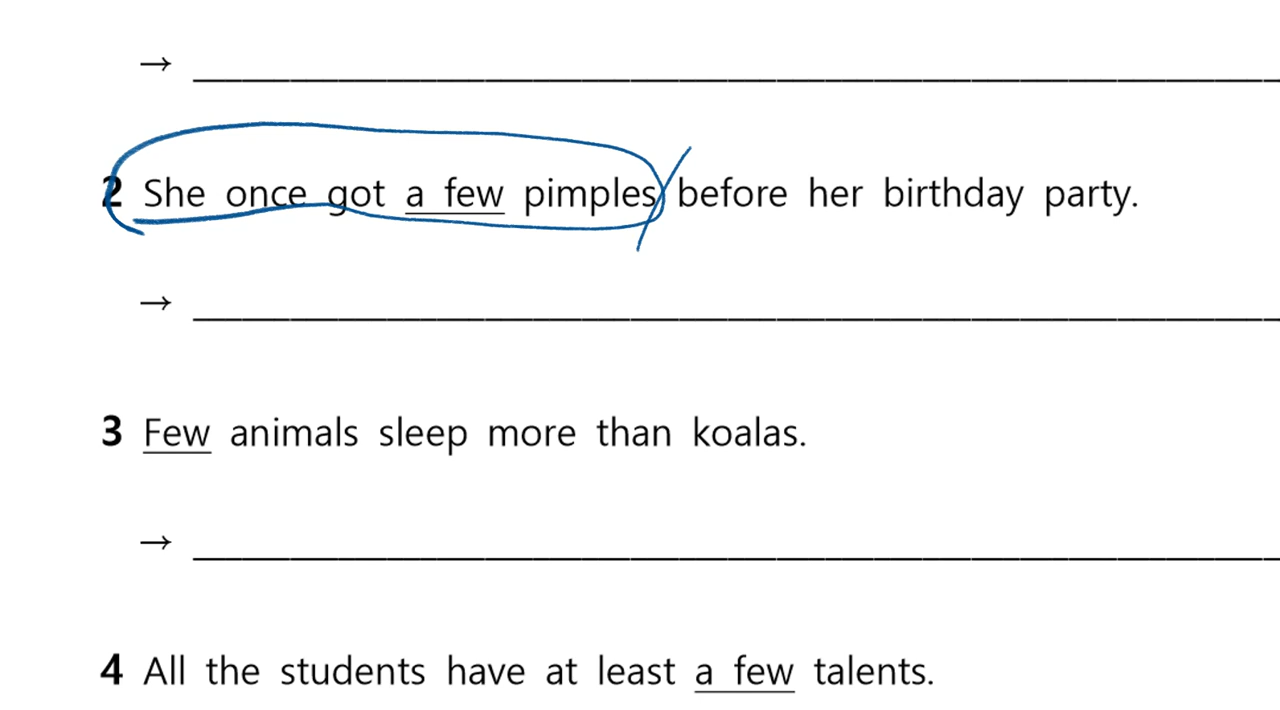 →
2 She once got a few pimples before her birthday party.
→
3 Few animals sleep more than koalas.
→
4 All the students have at least a few talents.